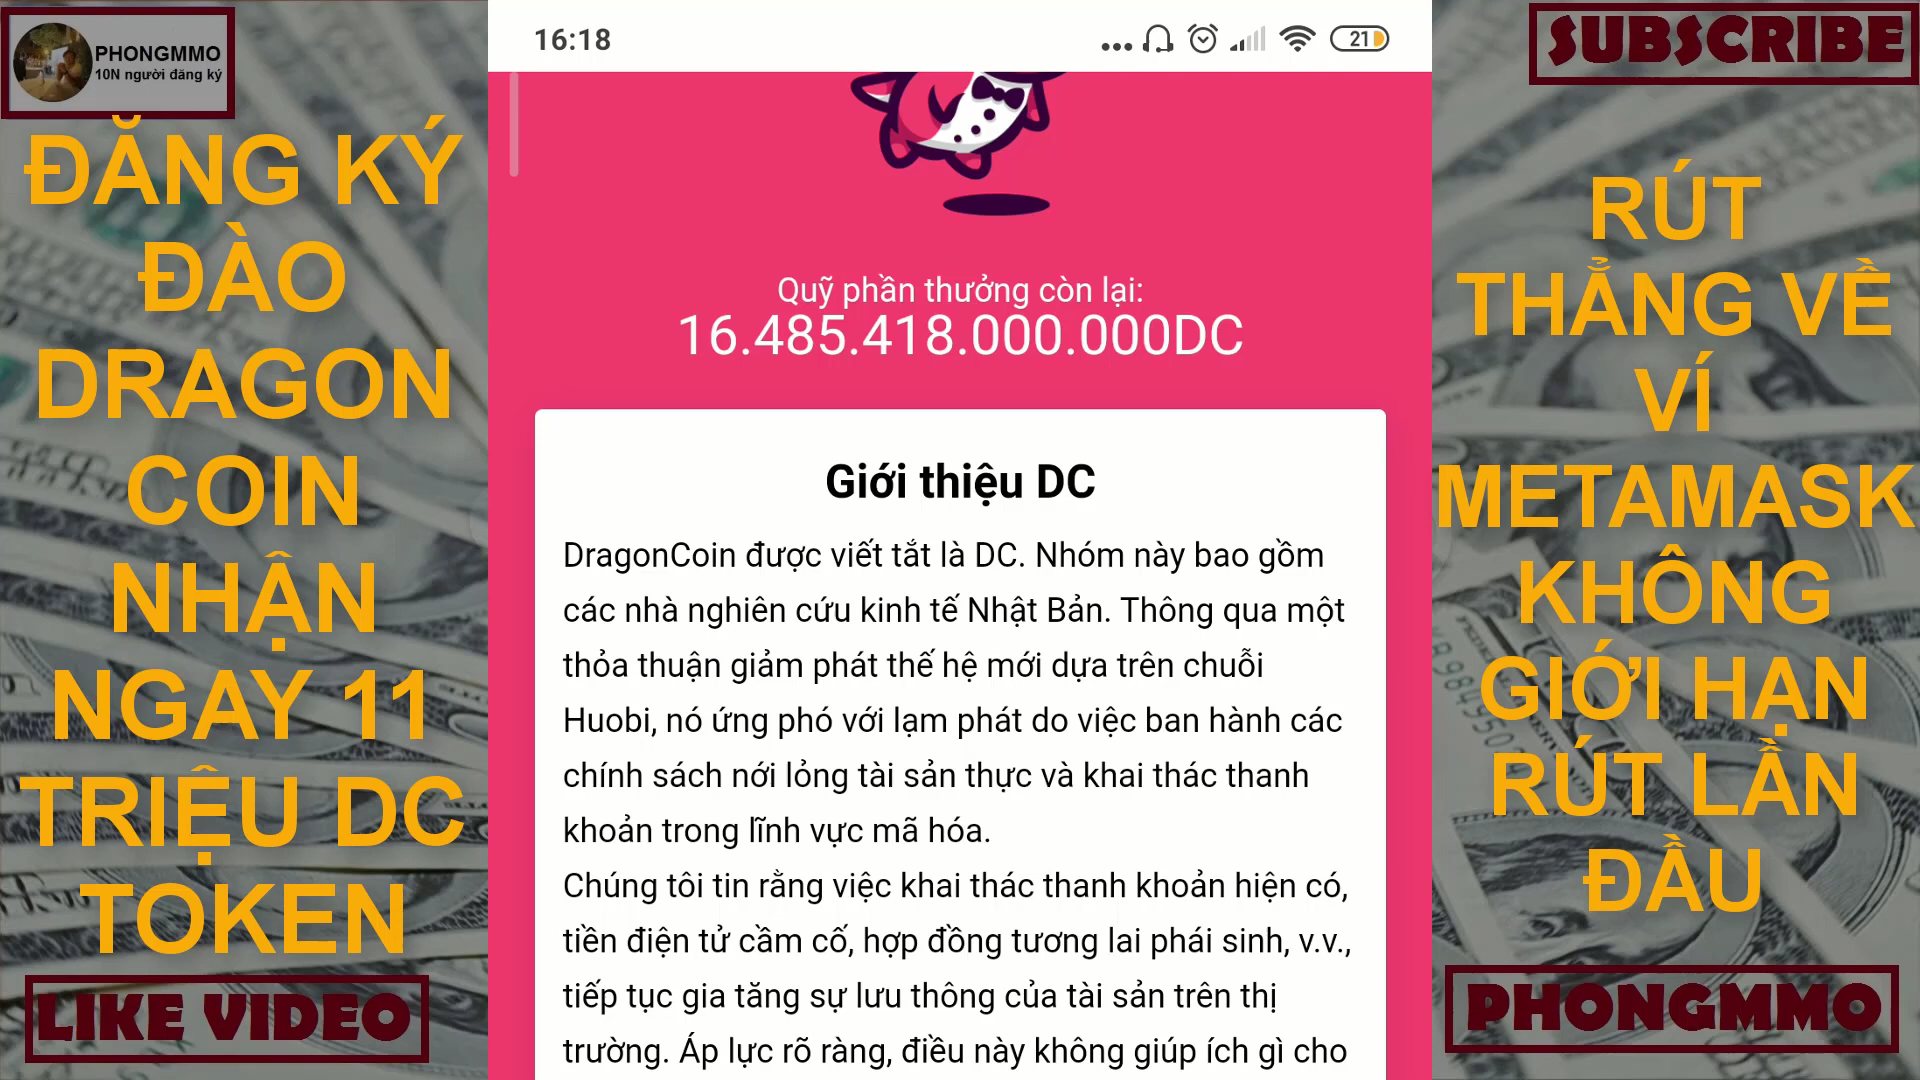 PHONGMMO
10N người đăng ký
ĐĂNG KÝ
ĐÀO
DRAGON
COIN
NHẬN
NGAY 11
TRIỆU DC
TOKEN
LIKE VIDEO
16:18
21
Quỹ phần thưởng còn lại:
16.485.418.000.000DC
Giới thiệu DC
DragonCoin được viết tắt là DC. Nhóm này bao gồm
các nhà nghiên cứu kinh tế Nhật Bản. Thông qua một
thỏa thuận giảm phát thế hệ mới dựa trên chuỗi
Huobi, nó ứng phó với lạm phát do việc ban hành các
chính sách nới lỏng tài sản thực và khai thác thanh
khoản trong lĩnh vực mã hóa.
Chúng tôi tin rằng việc khai thác thanh khoản hiện có,
tiền điện tử cầm cố, hợp đồng tương lai phái sinh, v.v.,
tiếp tục gia tăng sự lưu thông của tài sản trên thị
trường. Áp lực rõ ràng, điều này không giúp ích gì cho
SUBSCRIBE
RÚT
THẲNG VỀ
VÍ
METAMASK
KHÔNG
GIỚI HẠN
RÚT LẦN
ĐẦU
PHONGMMO